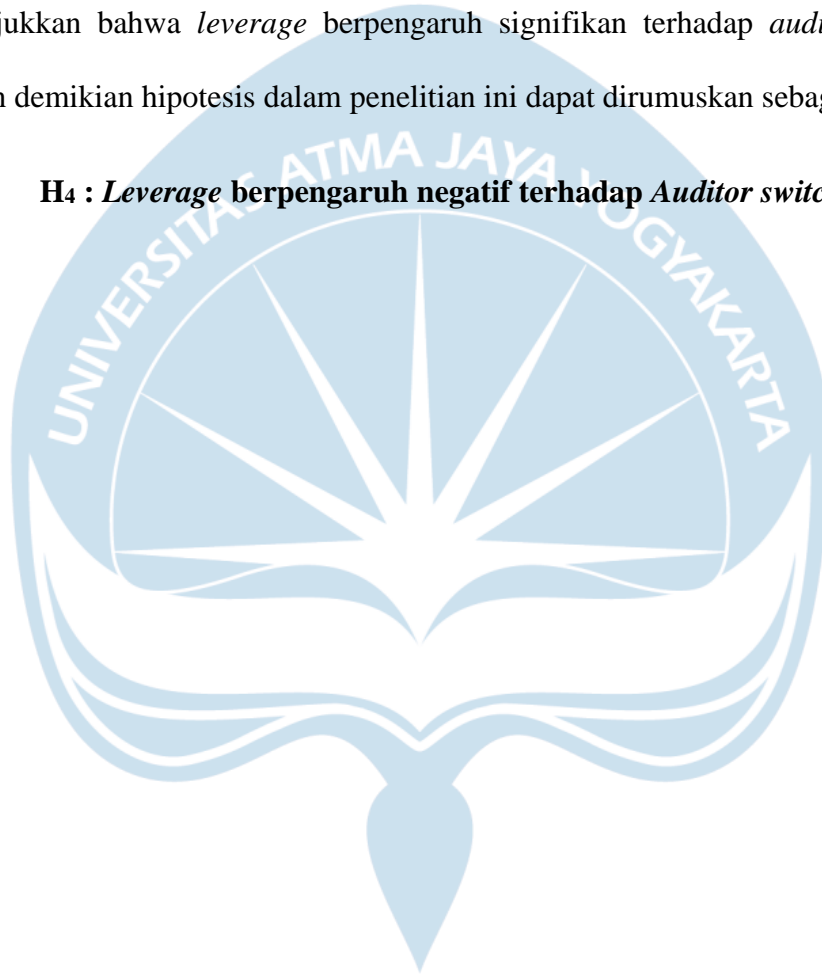 jukkan bahwa leverage berpengaruh signifikan terhadap audi
n demikian hipotesis dalam penelitian ini dapat dirumuskan sebag
H4 : Leverage berpengaruh negatif terhadap Auditor switc
UNIVERSITAS ATMA JAYA YOGYAKARTA